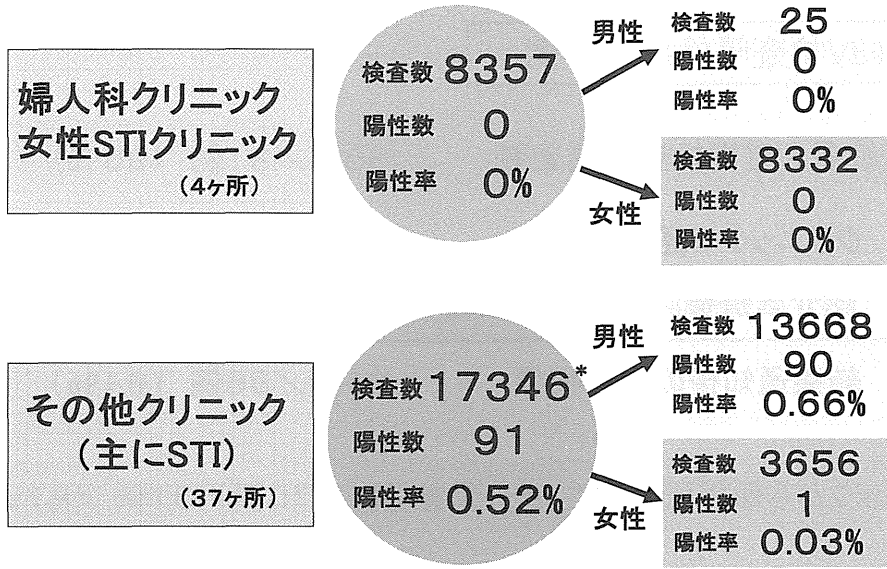 婦人科クリニック
女性STIクリニック
(4ヶ所)
検査数 8357
陽性数 0
陽性率 0%
男性
検査数 25
陽性数 0
陽性率 0%
女性
検査数 8332
陽性数 0
陽性率 0%
その他クリニック
(主にSTI)
(37ヶ所)
検査数 17346*
陽性数 91
陽性率 0.52%
男性
検査数 13668
陽性数 90
陽性率 0.66%
女性
検査数 3656
陽性数 1
陽性率 0.03%